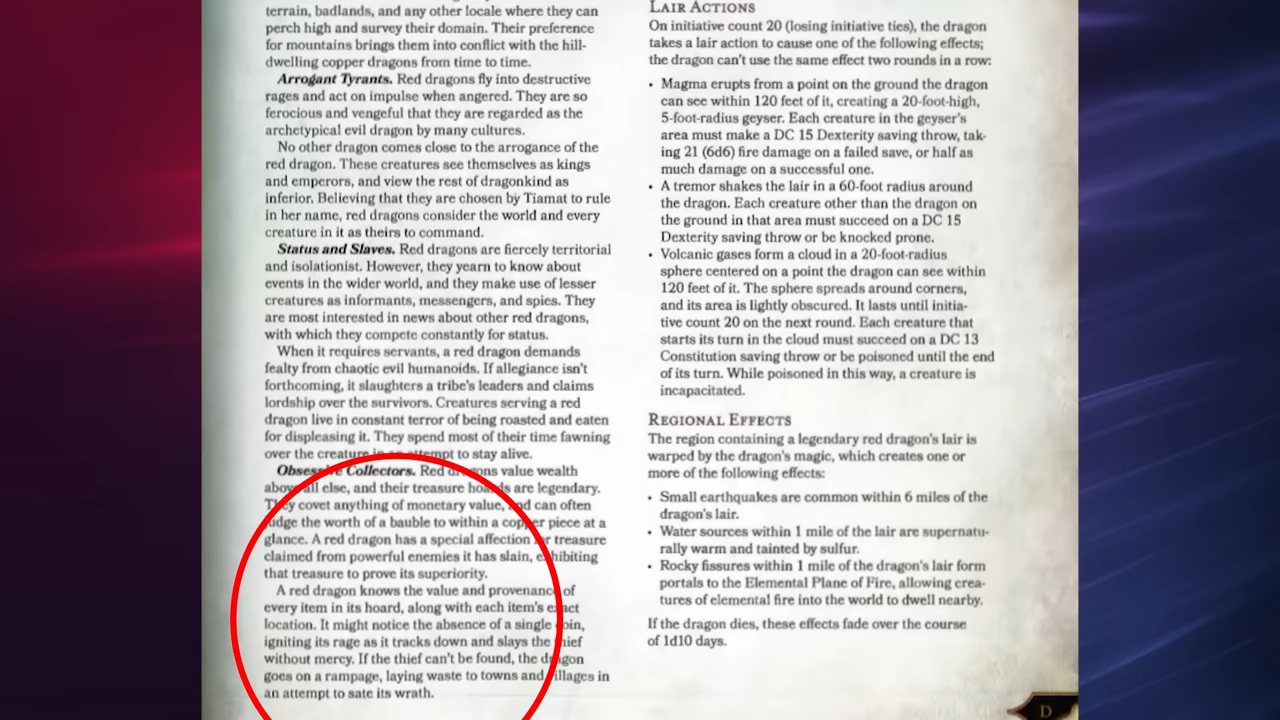 terrain, badlands, and any other locale where they can
perch high and survey their domain. Their preference
for mountains brings them into conflict with the hill-
dwelling copper dragons from time to time.
Arrogant Tyrants. Red dragons fly into destructive
rages and act on impulse when angered. They are so
ferocious and vengeful that they are regarded as the
archetypical evil dragon by many cultures.
No other dragon comes close to the arrogance of the
red dragon. These creatures see themselves as kings
and emperors, and view the rest of dragonkind as
inferior. Believing that they are chosen by Tiamat to rule
in her name, red dragons consider the world and every
creature in it as theirs to command.
Status and Slaves. Red dragons are fiercely territorial
and isolationist. However, they yearn to know about
events in the wider world, and they make use of lesser
creatures as informants, messengers, and spies. They
are most interested in news about other red dragons,
with which they compete constantly for status.
When it requires servants, a red dragon demands
fealty from chaotic evil humanoids. If allegiance isn't
forthcoming, it slaughters a tribe's leaders and claims
lordship over the survivors. Creatures serving a red
dragon live in constant terror of being roasted and eaten
for displeasing it. They spend most of their time fawning
over the creature in an attempt to stay alive.
Obsessive Collectors. Red dragons value wealth
above all else, and their treasure hoards are legendary.
They covet anything of monetary value, and can often
judge the worth of a bauble to within a copper piece at a
glance. A red dragon has a special affection for treasure
claimed from powerful enemies it has slain, exhibiting
that treasure to prove its superiority.
A red dragon knows the value and provenance of
every item in its hoard, along with each item's exact
location. It might notice the absence of a single coin,
igniting its rage as it tracks down and slays the thief
without mercy. If the thief can't be found, the dragon
goes on a rampage, laying waste to towns and villages in
an attempt to sate its wrath.
Lair Actions
On initiative count 20 (losing initiative ties), the dragon
takes a lair action to cause one of the following effects;
the dragon can't use the same effect two rounds in a row:
• Magma erupts from a point on the ground the dragon
can see within 120 feet of it, creating a 20-foot-high,
5-foot-radius geyser. Each creature in the geyser's
area must make a DC 15 Dexterity saving throw, tak-
ing 21 (6d6) fire damage on a failed save, or half as
much damage on a successful one.
• A tremor shakes the lair in a 60-foot radius around
the dragon. Each creature other than the dragon on
the ground in that area must succeed on a DC 15
Dexterity saving throw or be knocked prone.
• Volcanic gases form a cloud in a 20-foot-radius
sphere centered on a point the dragon can see within
120 feet of it. The sphere spreads around corners,
and its area is lightly obscured. It lasts until initia-
tive count 20 on the next round. Each creature that
starts its turn in the cloud must succeed on a DC 13
Constitution saving throw or be poisoned until the end
of its turn. While poisoned in this way, a creature is
incapacitated.
Regional Effects
The region containing a legendary red dragon's lair is
warped by the dragon's magic, which creates one or
more of the following effects:
• Small earthquakes are common within 6 miles of the
dragon's lair.
• Water sources within 1 mile of the lair are supernatu-
rally warm and tainted by sulfur.
• Rocky fissures within 1 mile of the dragon's lair form
portals to the Elemental Plane of Fire, allowing crea-
tures of elemental fire into the world to dwell nearby.
If the dragon dies, these effects fade over the course
of 1d10 days.
D